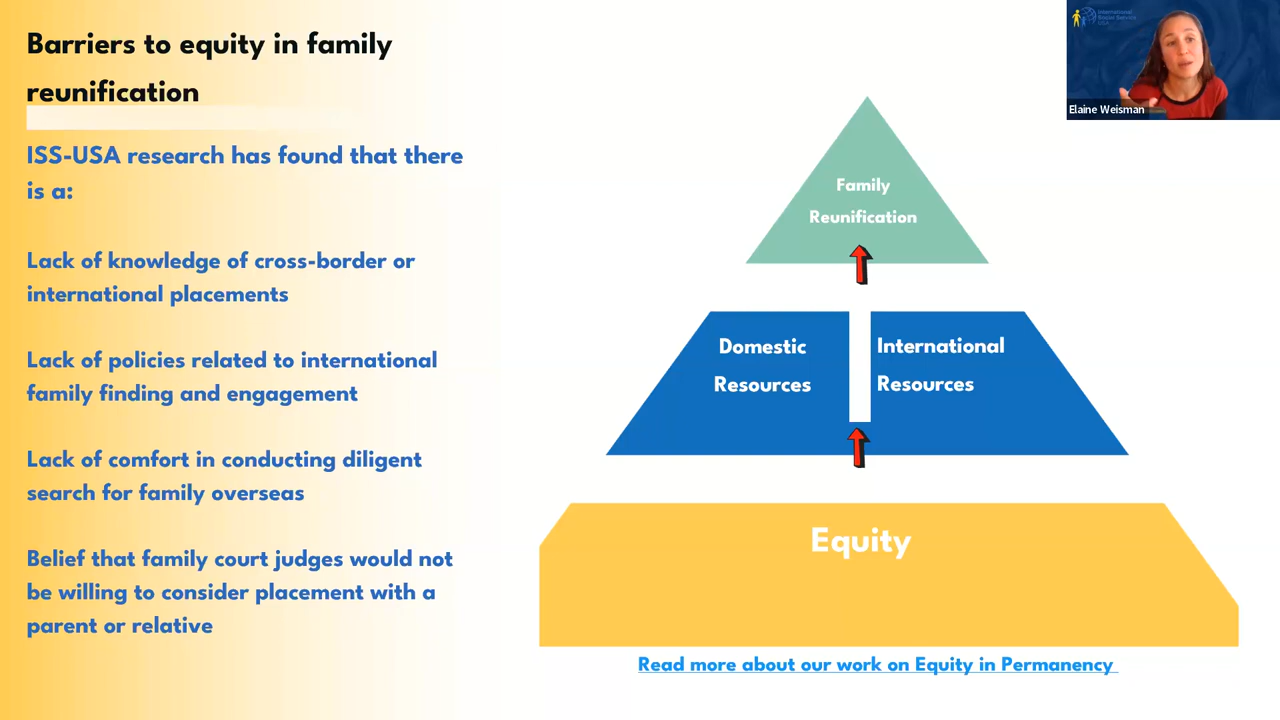 Barriers to equity in family
reunification
ISS-USA research has found that there
is a:
Lack of knowledge of cross-border or
international placements
Lack of policies related to international
family finding and engagement
Lack of comfort in conducting diligent
search for family overseas
Belief that family court judges would not
be willing to consider placement with a
parent or relative
Family
Reunification
Domestic
Resources
International
Resources
Equity
Read more about our work on Equity in Permanency
International
Social Service
USA
Elaine Weisman